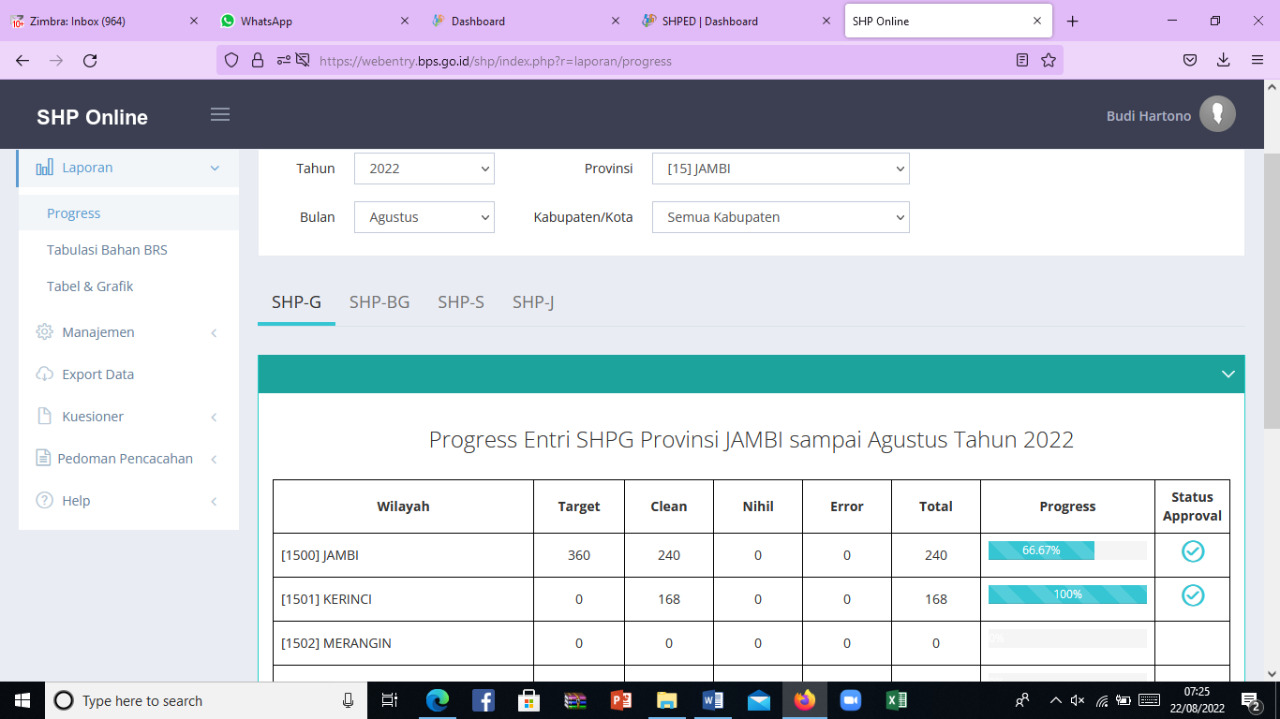 Zimbra: Inbox (964)
WhatsApp
Dashboard
SHPED | Dashboard
SHP Online
https://webentry.bps.go.id/shp/index.php?r=laporan/progress
SHP Online
Budi Hartono
Laporan
Progress
Tabulasi Bahan BRS
Tabel & Grafik
Manajemen
Export Data
Kuesioner
Pedoman Pencacahan
Help
Tahun 2022 Provinsi [15] JAMBI
Bulan Agustus Kabupaten/Kota Semua Kabupaten
SHP-G SHP-BG SHP-S SHP-J
Progress Entri SHPG Provinsi JAMBI sampai Agustus Tahun 2022
Wilayah Target Clean Nihil Error Total Progress Status Approval
[1500] JAMBI 360 240 0 0 240 66.67%
[1501] KERINCI 0 168 0 0 168 100%
[1502] MERANGIN 0 0 0 0 0 0%
Type here to search
07:25
22/08/2022
2